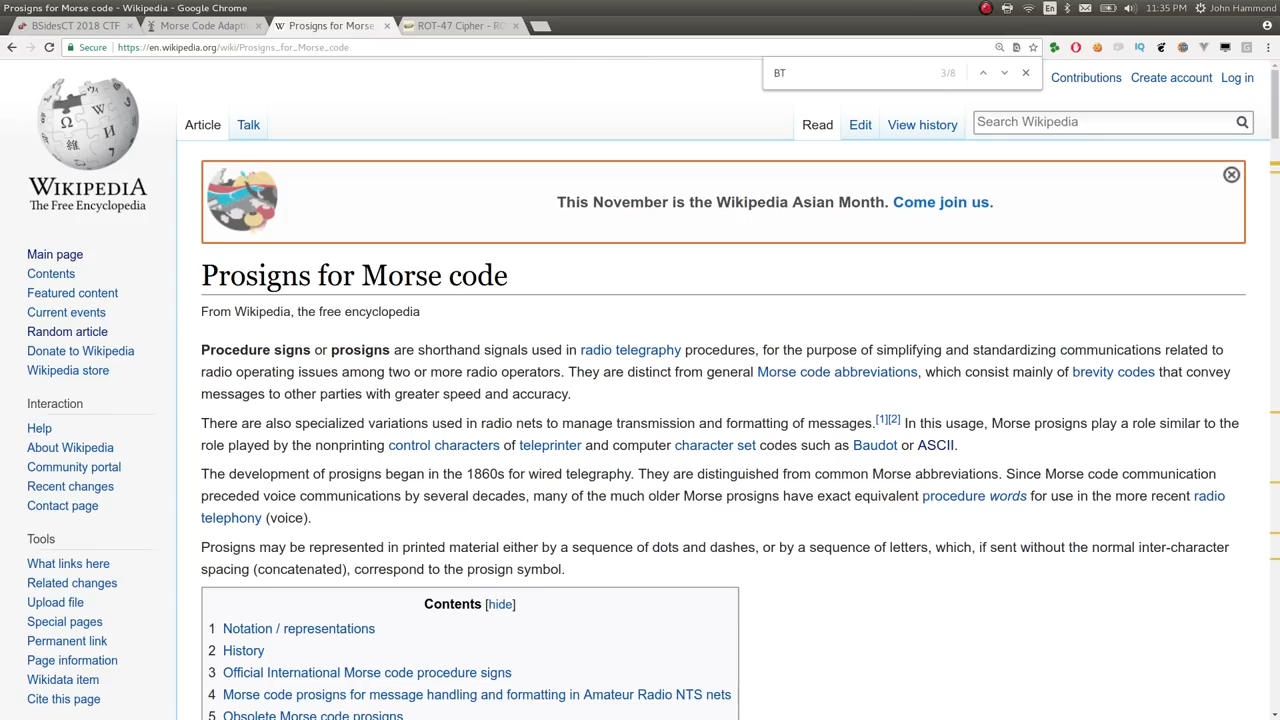 Prosigns for Morse code - Wikipedia - Google Chrome
En
11:35 PM
John Hammond
BSidesCT 2018 CTF
Morse Code Adapti
Prosigns for Morse
ROT-47 Cipher - RO
Secure
https://en.wikipedia.org/wiki/Prosigns_for_Morse_code
BT
3/8
Contributions
Create account
Log in
Article
Talk
Read
Edit
View history
Search Wikipedia
WIKIPEDIA
The Free Encyclopedia
This November is the Wikipedia Asian Month. Come join us.
Main page
Contents
Featured content
Current events
Random article
Donate to Wikipedia
Wikipedia store
Interaction
Help
About Wikipedia
Community portal
Recent changes
Contact page
Tools
What links here
Related changes
Upload file
Special pages
Permanent link
Page information
Wikidata item
Cite this page
Prosigns for Morse code
From Wikipedia, the free encyclopedia
Procedure signs or prosigns are shorthand signals used in radio telegraphy procedures, for the purpose of simplifying and standardizing communications related to
radio operating issues among two or more radio operators. They are distinct from general Morse code abbreviations, which consist mainly of brevity codes that convey
messages to other parties with greater speed and accuracy.
There are also specialized variations used in radio nets to manage transmission and formatting of messages.[1][2] In this usage, Morse prosigns play a role similar to the
role played by the nonprinting control characters of teleprinter and computer character set codes such as Baudot or ASCII.
The development of prosigns began in the 1860s for wired telegraphy. They are distinguished from common Morse abbreviations. Since Morse code communication
preceded voice communications by several decades, many of the much older Morse prosigns have exact equivalent procedure words for use in the more recent radio
telephony (voice).
Prosigns may be represented in printed material either by a sequence of dots and dashes, or by a sequence of letters, which, if sent without the normal inter-character
spacing (concatenated), correspond to the prosign symbol.
Contents [hide]
1 Notation / representations
2 History
3 Official International Morse code procedure signs
4 Morse code prosigns for message handling and formatting in Amateur Radio NTS nets
5 Obsolete Morse code prosigns